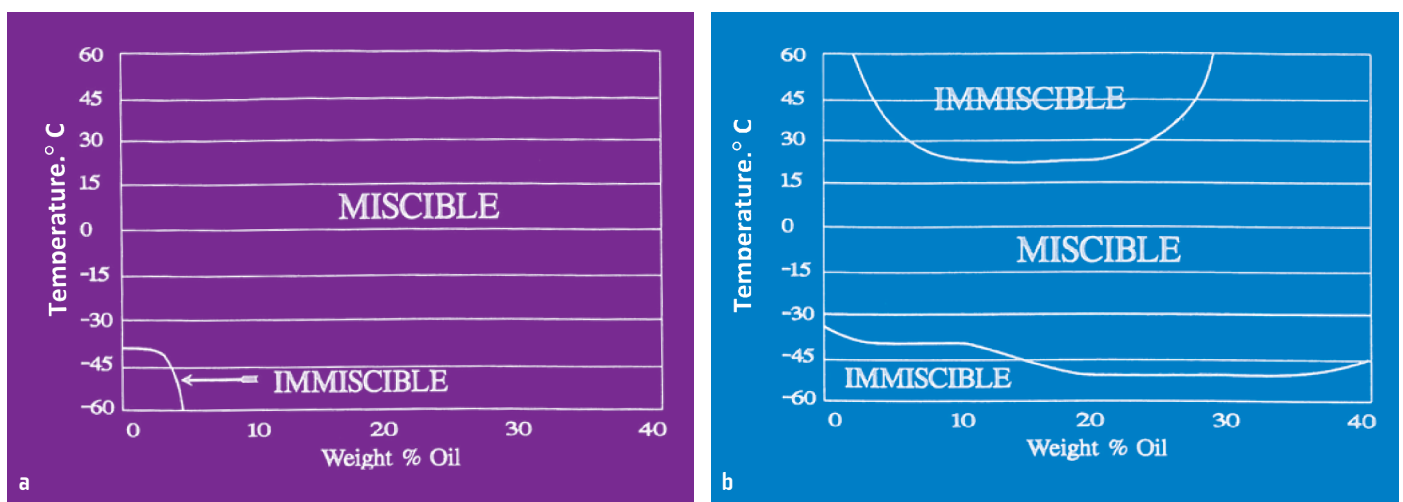 60
45
30
15
0
-15
-30
-45
-60
Temperature.° C
MISCIBLE
IMMISCIBLE
0 10 20 30 40
Weight % Oil
a
60
45
30
15
0
-15
-30
-45
-60
Temperature.° C
IMMISCIBLE
MISCIBLE
IMMISCIBLE
0 10 20 30 40
Weight % Oil
b